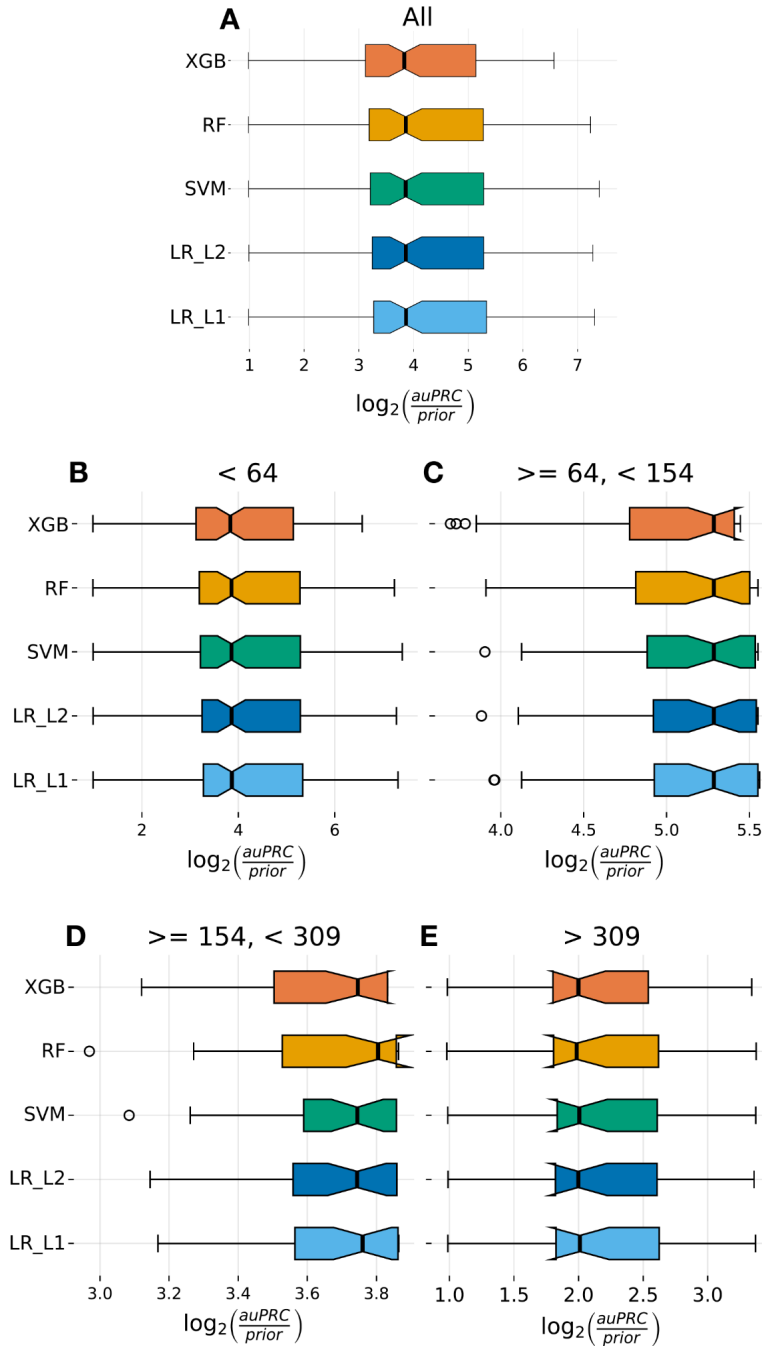 A
All
XGB
RF
SVM
LR_L2
LR_L1
1 2 3 4 5 6 7
log2(auPRC/prior)
B
< 64
C
>= 64, < 154
XGB
RF
SVM
LR_L2
LR_L1
2 4 6
4.0 4.5 5.0 5.5
log2(auPRC/prior)
log2(auPRC/prior)
D
>= 154, < 309
E
> 309
XGB
RF
SVM
LR_L2
LR_L1
3.0 3.2 3.4 3.6 3.8
1.0 1.5 2.0 2.5 3.0
log2(auPRC/prior)
log2(auPRC/prior)